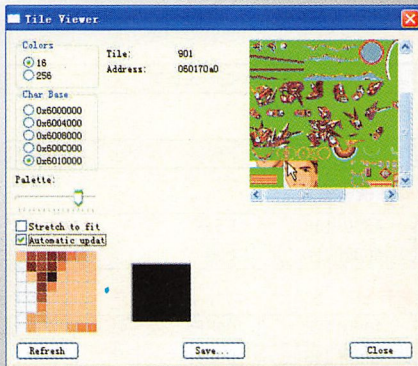 Tile Viewer
Colors
16
256
Tile: 901
Address: 060170a0
Char Base
0x6000000
0x6004000
0x6008000
0x600C000
0x6010000
Palette:
Stretch to fit
Automatic updat
Refresh
Save...
Close